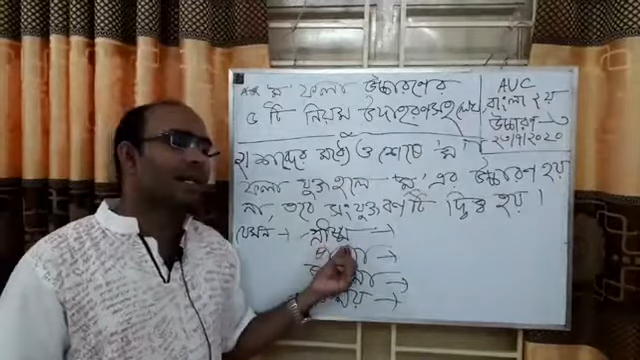 'ম' ফলা উচ্চারণের
৫ টি নিয়ম উদাহরণসহ লেখ
AUC
বাংলা ২য়
উচ্চারণ-৩
২৩/৭/২০২০
২। শব্দের মধ্যে ও শেষে 'ম'
ফলা যুক্ত হলে 'ম' এর উচ্চারণ হয়
না, তবে সংযুক্ত বর্ণটি দ্বিত্ব হয়।
যেমন → গ্রীষ্ম →
→
→
→